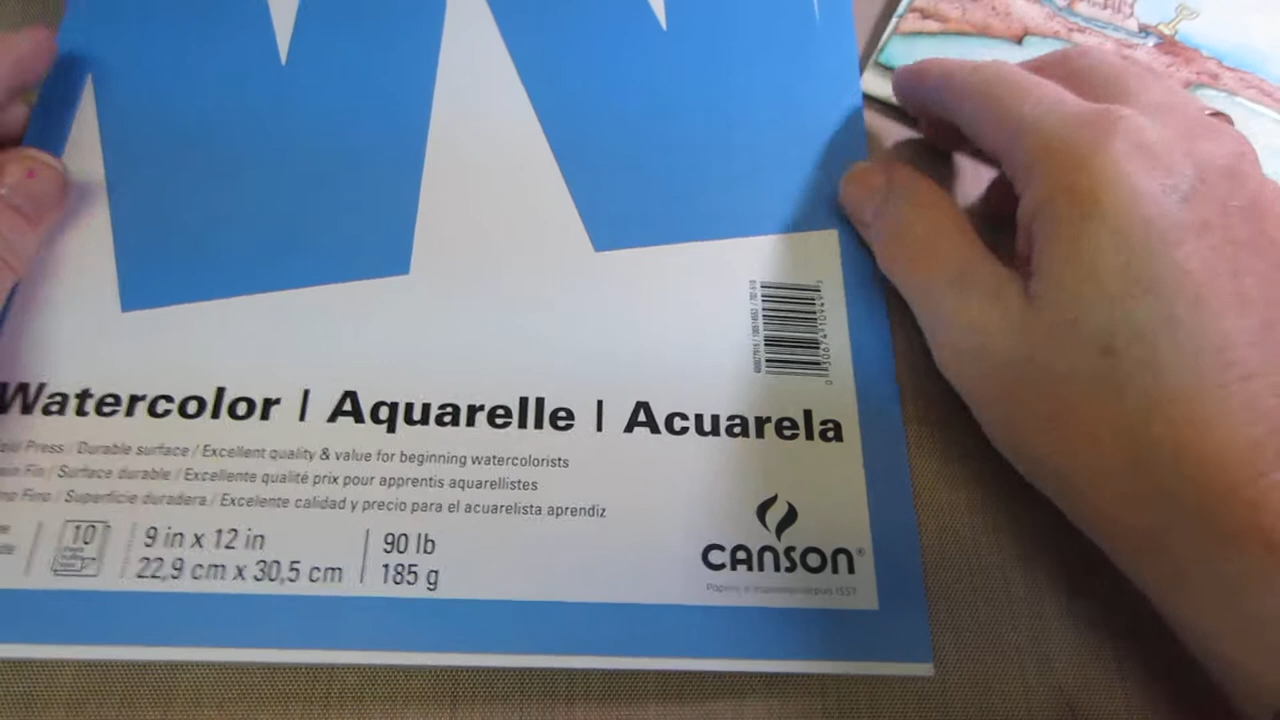 Watercolor | Aquarelle | Acuarela
Press / Durable surface / Excellent quality & value for beginning watercolorists
Fin / Surface durable / Excellente qualité prix pour apprentis aquarellistes
Fino / Superficie duradera / Excelente calidad y precio para el acuarelista aprendiz
10
9 in x 12 in
22,9 cm x 30,5 cm
90 lb
185 g
CANSON®